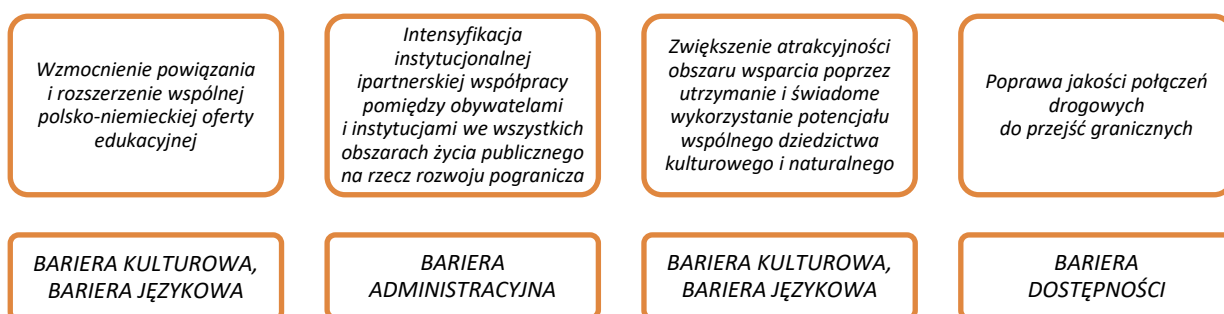 Wzmocnienie powiązania
i rozszerzenie wspólnej
polsko-niemieckiej oferty
edukacyjnej
Intensyfikacja
instytucjonalnej
ipartnerskiej współpracy
pomiędzy obywatelami
i instytucjami we wszystkich
obszarach życia publicznego
na rzecz rozwoju pogranicza
Zwiększenie atrakcyjności
obszaru wsparcia poprzez
utrzymanie i świadome
wykorzystanie potencjału
wspólnego dziedzictwa
kulturowego i naturalnego
Poprawa jakości połączeń
drogowych
do przejść granicznych
BARIERA KULTUROWA,
BARIERA JĘZYKOWA
BARIERA
ADMINISTRACYJNA
BARIERA KULTUROWA,
BARIERA JĘZYKOWA
BARIERA
DOSTĘPNOŚCI